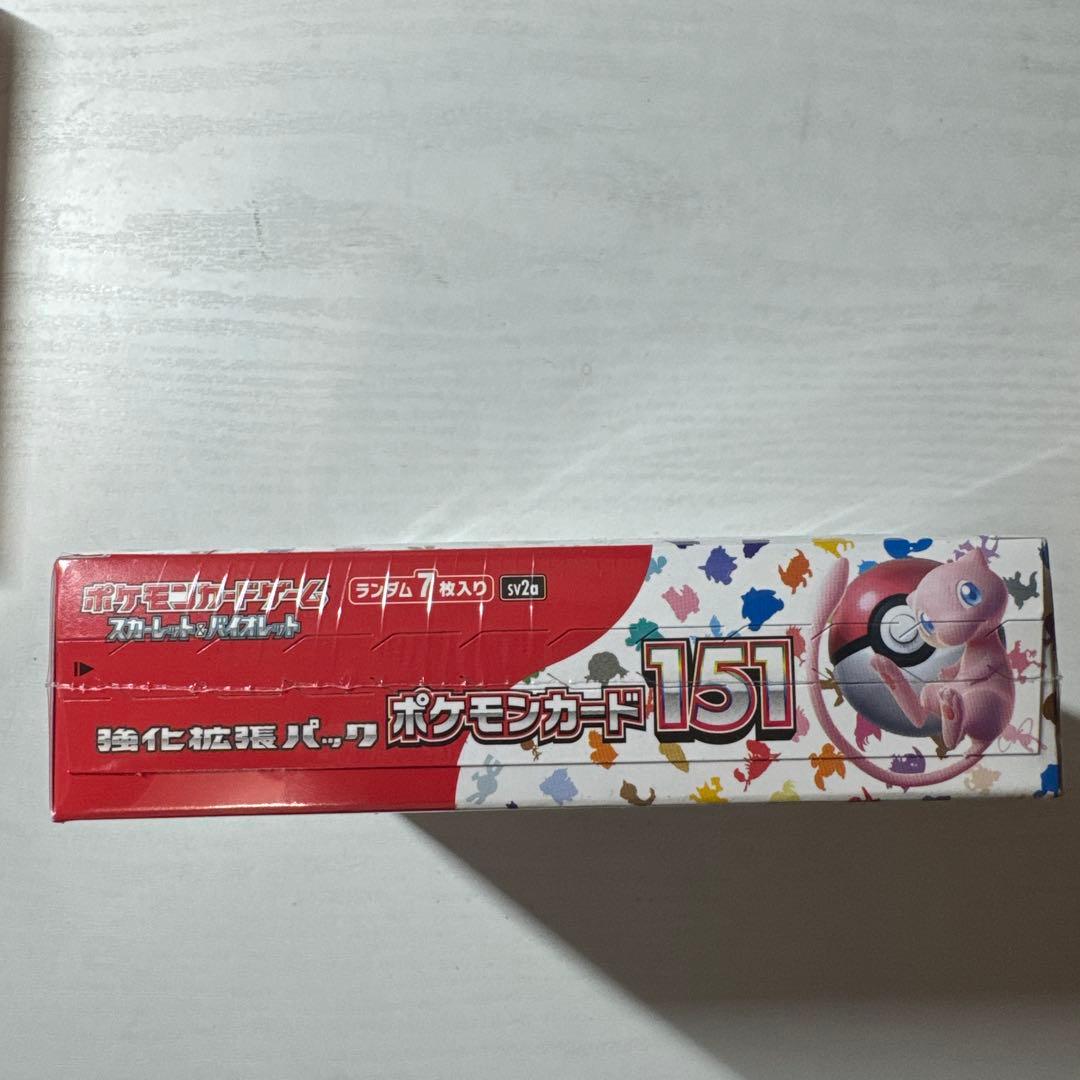 ポケモンカードゲーム
スカーレット&バイオレット
ランダム7枚入り
sv2a
強化拡張パック
ポケモンカード151